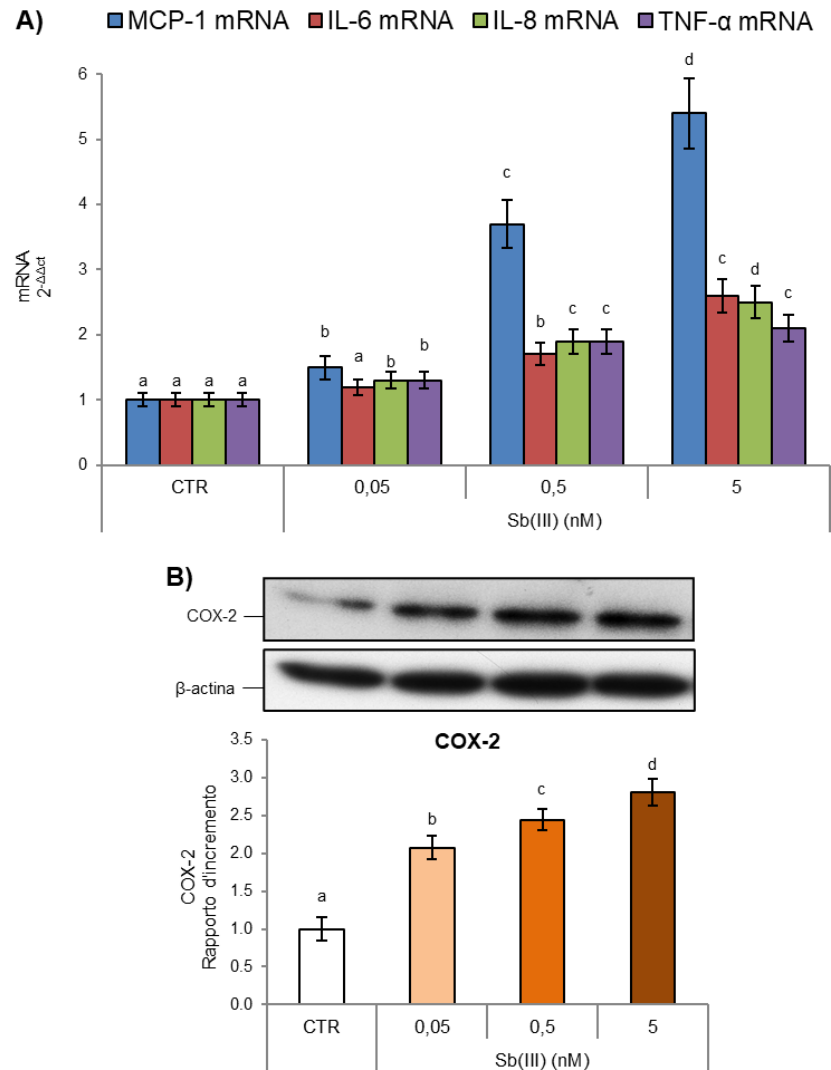 A)
MCP-1 mRNA IL-6 mRNA IL-8 mRNA TNF-α mRNA
mRNA
2-ΔΔct
6
5
4
3
2
1
0
a a a a
b a b b
c b c c
d c d c
CTR 0,05 0,5 5
Sb(III) (nM)
B)
COX-2
β-actina
COX-2
COX-2
Rapporto d'incremento
3.5
3.0
2.5
2.0
1.5
1.0
0.5
0.0
a b c d
CTR 0,05 0,5 5
Sb(III) (nM)